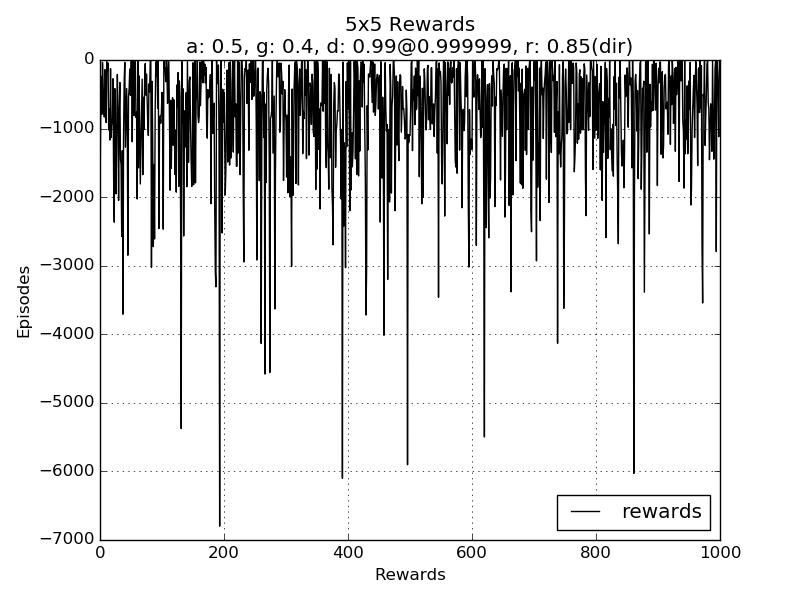 5x5 Rewards
a: 0.5, g: 0.4, d: 0.99@0.999999, r: 0.85(dir)
0
−1000
−2000
−3000
−4000
−5000
−6000
−7000
Episodes
rewards
0 200 400 600 800 1000
Rewards